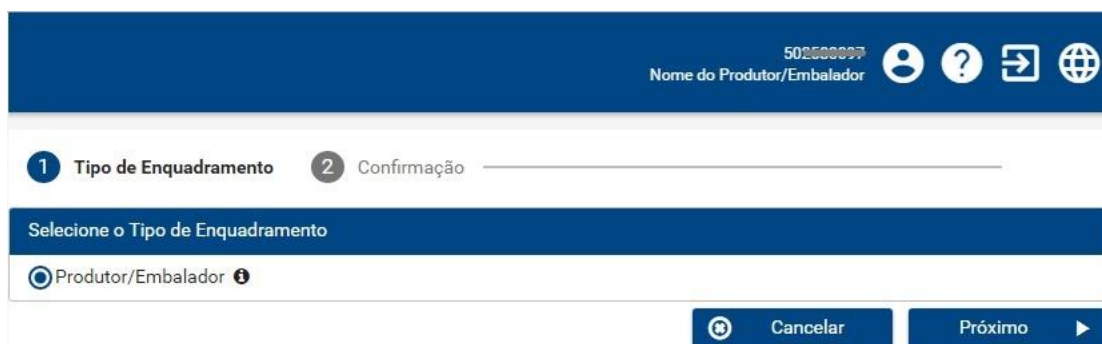 Nome do Produtor/Embalador
1 Tipo de Enquadramento 2 Confirmação
Selecione o Tipo de Enquadramento
Produtor/Embalador
Cancelar Próximo